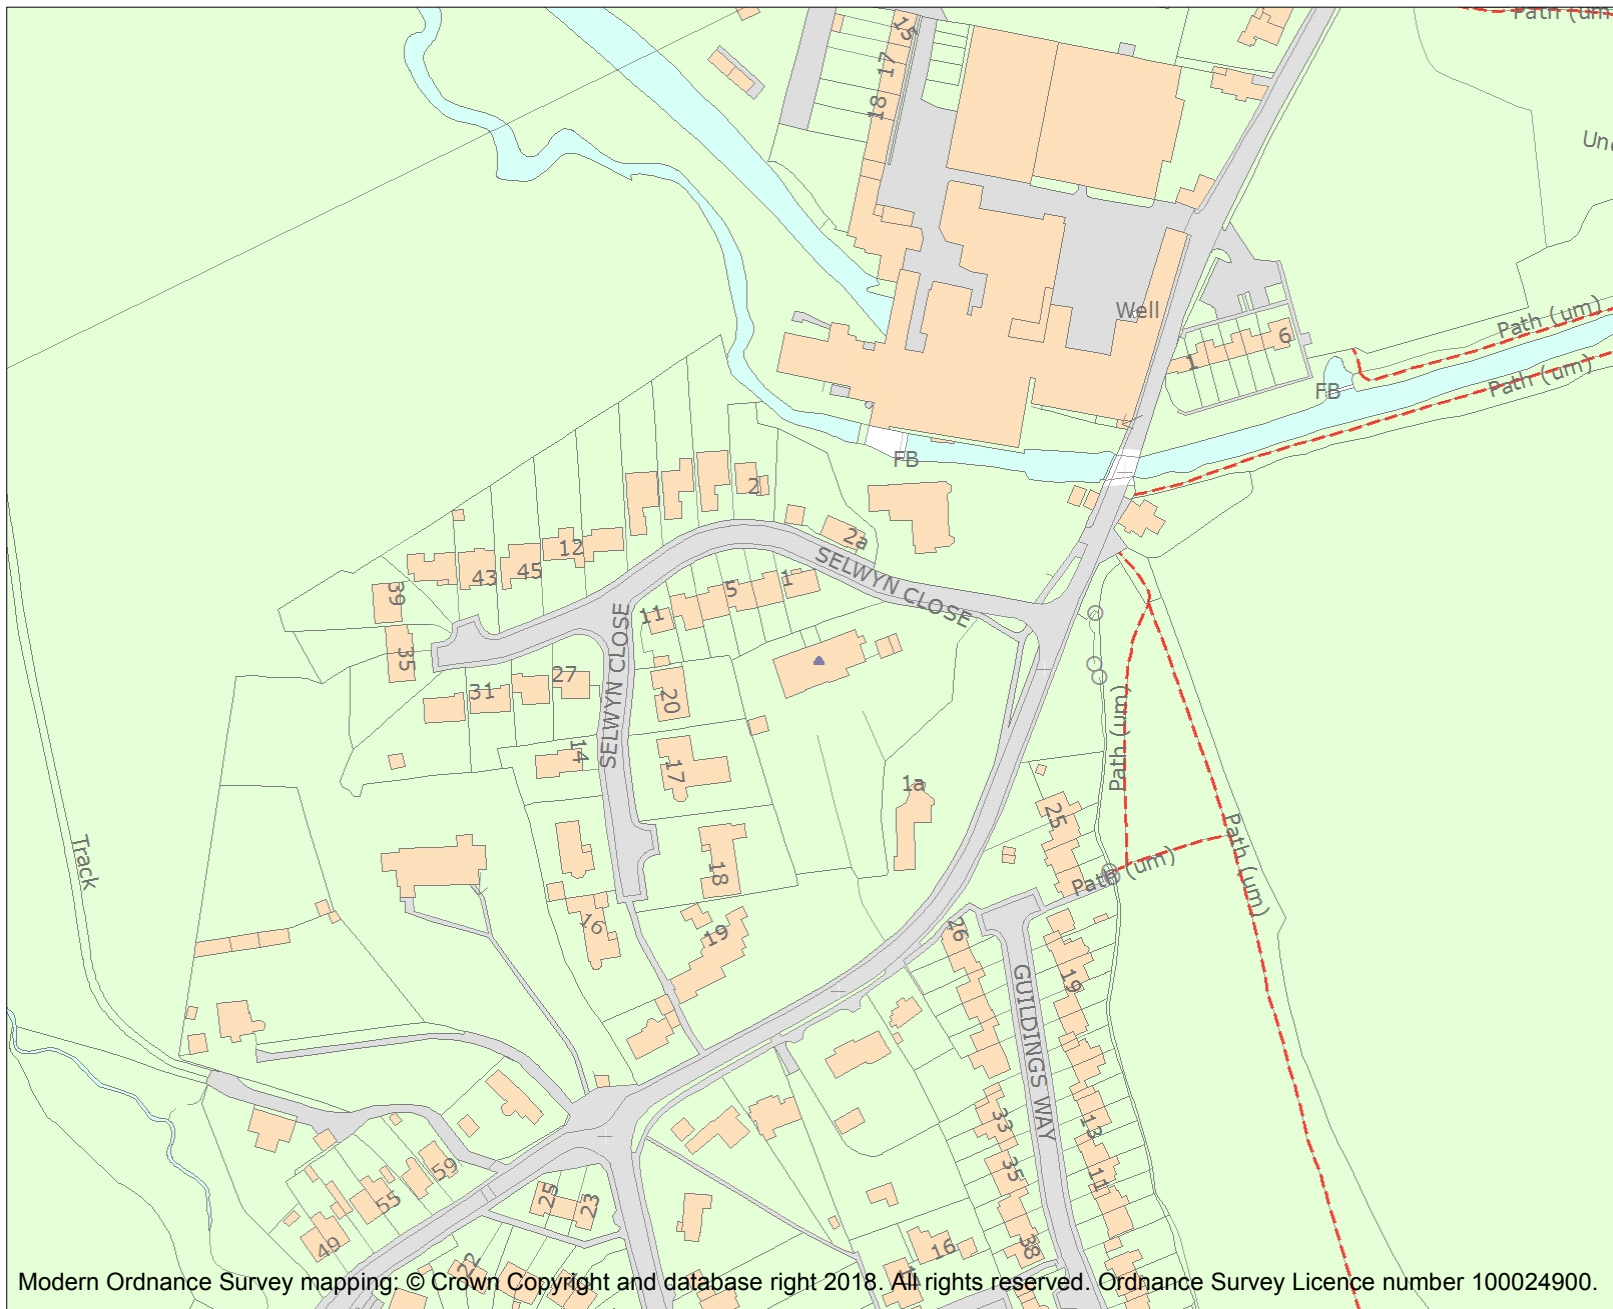 Path (um
15
17
18
Und
Well
Path (um)
1
6
Path (um)
FB
FB
2
2a
SELWYN CLOSE
12
43
45
39
5
1
11
35
SELWYN CLOSE
27
31
20
14
17
Path (um)
1a
25
Track
18
Path (um)
Path (um)
16
19
26
19
GUILDINGS WAY
33
13
59
35
11
55
25
23
49
22
38
16
Modern Ordnance Survey mapping: © Crown Copyright and database right 2018. All rights reserved. Ordnance Survey Licence number 100024900.